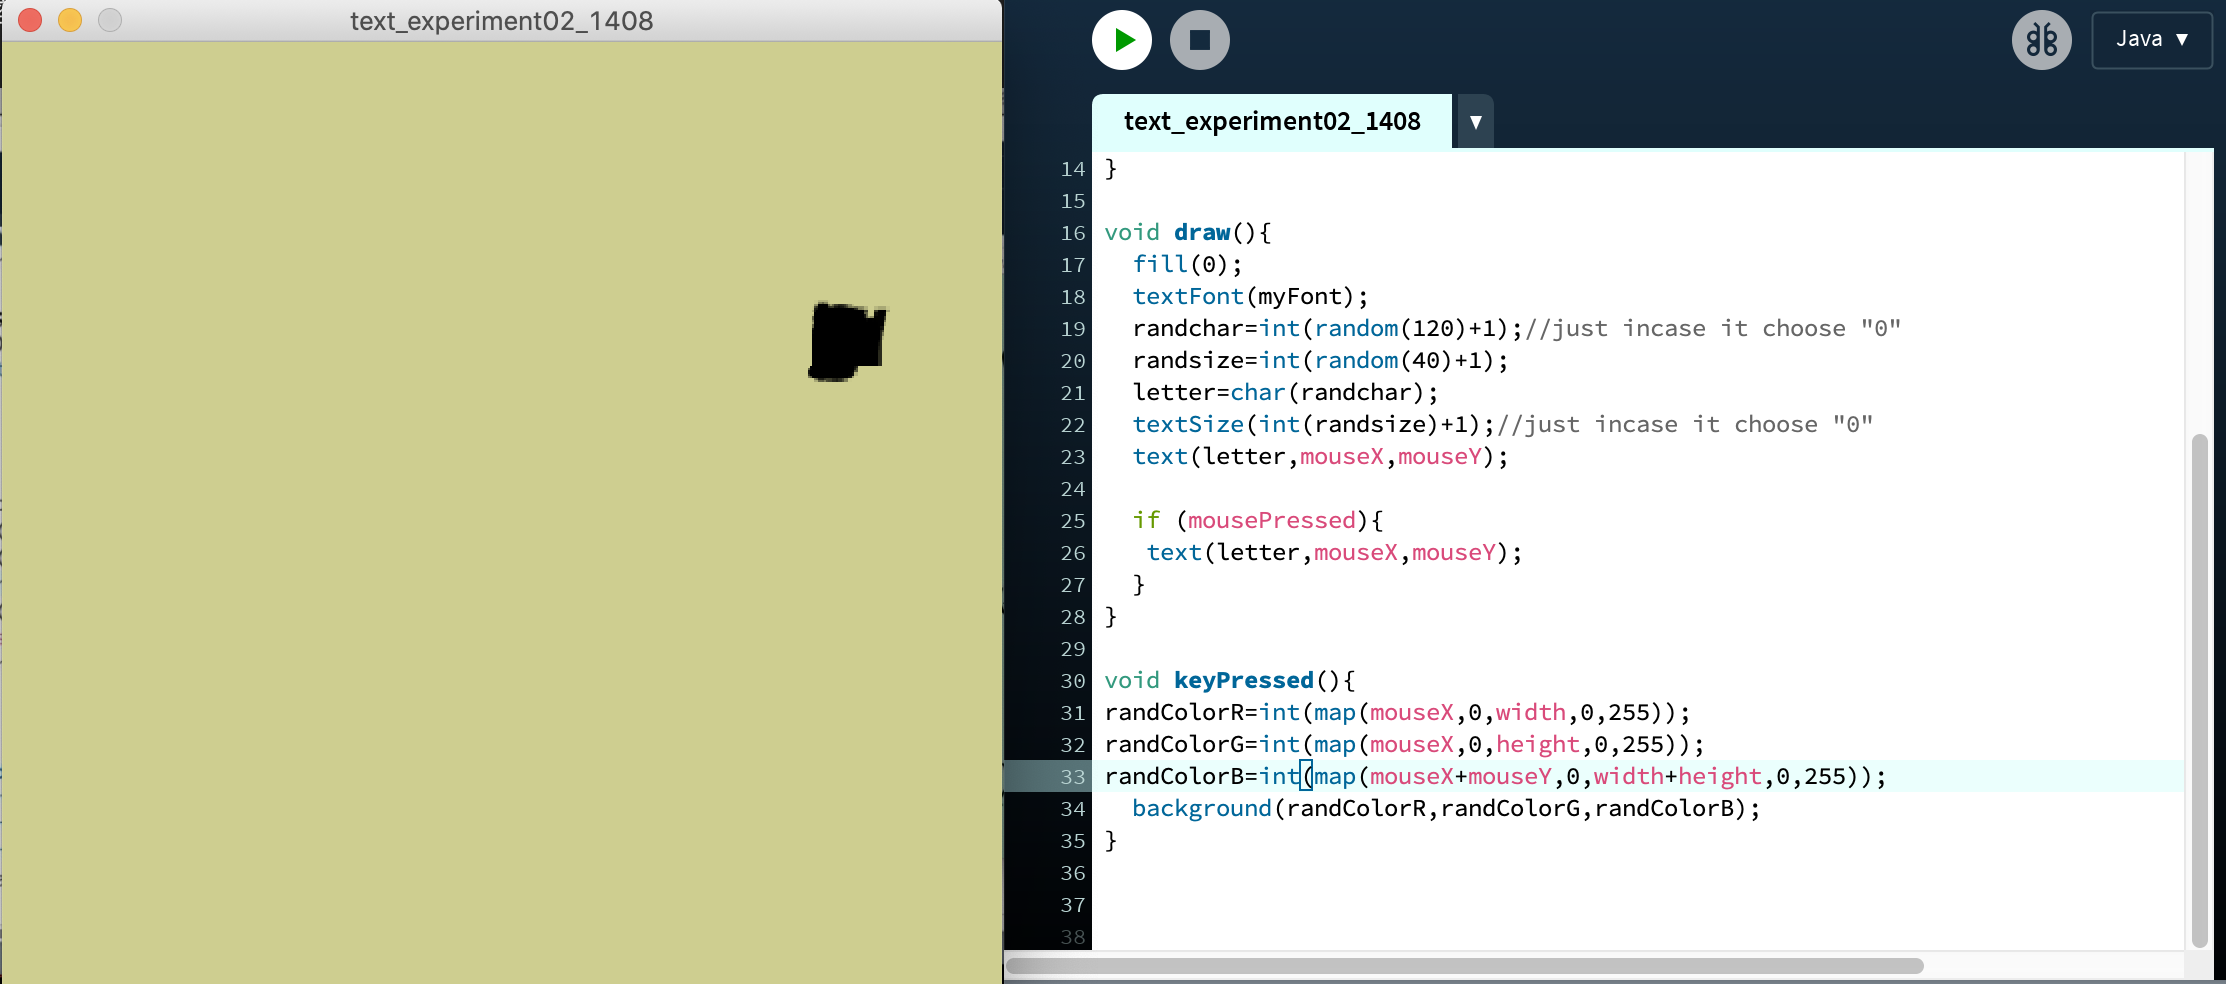 text_experiment02_1408
Java ▼
text_experiment02_1408 ▼
14 }
15
16 void draw(){
17   fill(0);
18   textFont(myFont);
19   randchar=int(random(120)+1);//just incase it choose "0"
20   randsize=int(random(40)+1);
21   letter=char(randchar);
22   textSize(int(randsize)+1);//just incase it choose "0"
23   text(letter,mouseX,mouseY);
24
25   if (mousePressed){
26    text(letter,mouseX,mouseY);
27   }
28 }
29
30 void keyPressed(){
31 randColorR=int(map(mouseX,0,width,0,255));
32 randColorG=int(map(mouseX,0,height,0,255));
33 randColorB=int(map(mouseX+mouseY,0,width+height,0,255));
34   background(randColorR,randColorG,randColorB);
35 }
36
37
38